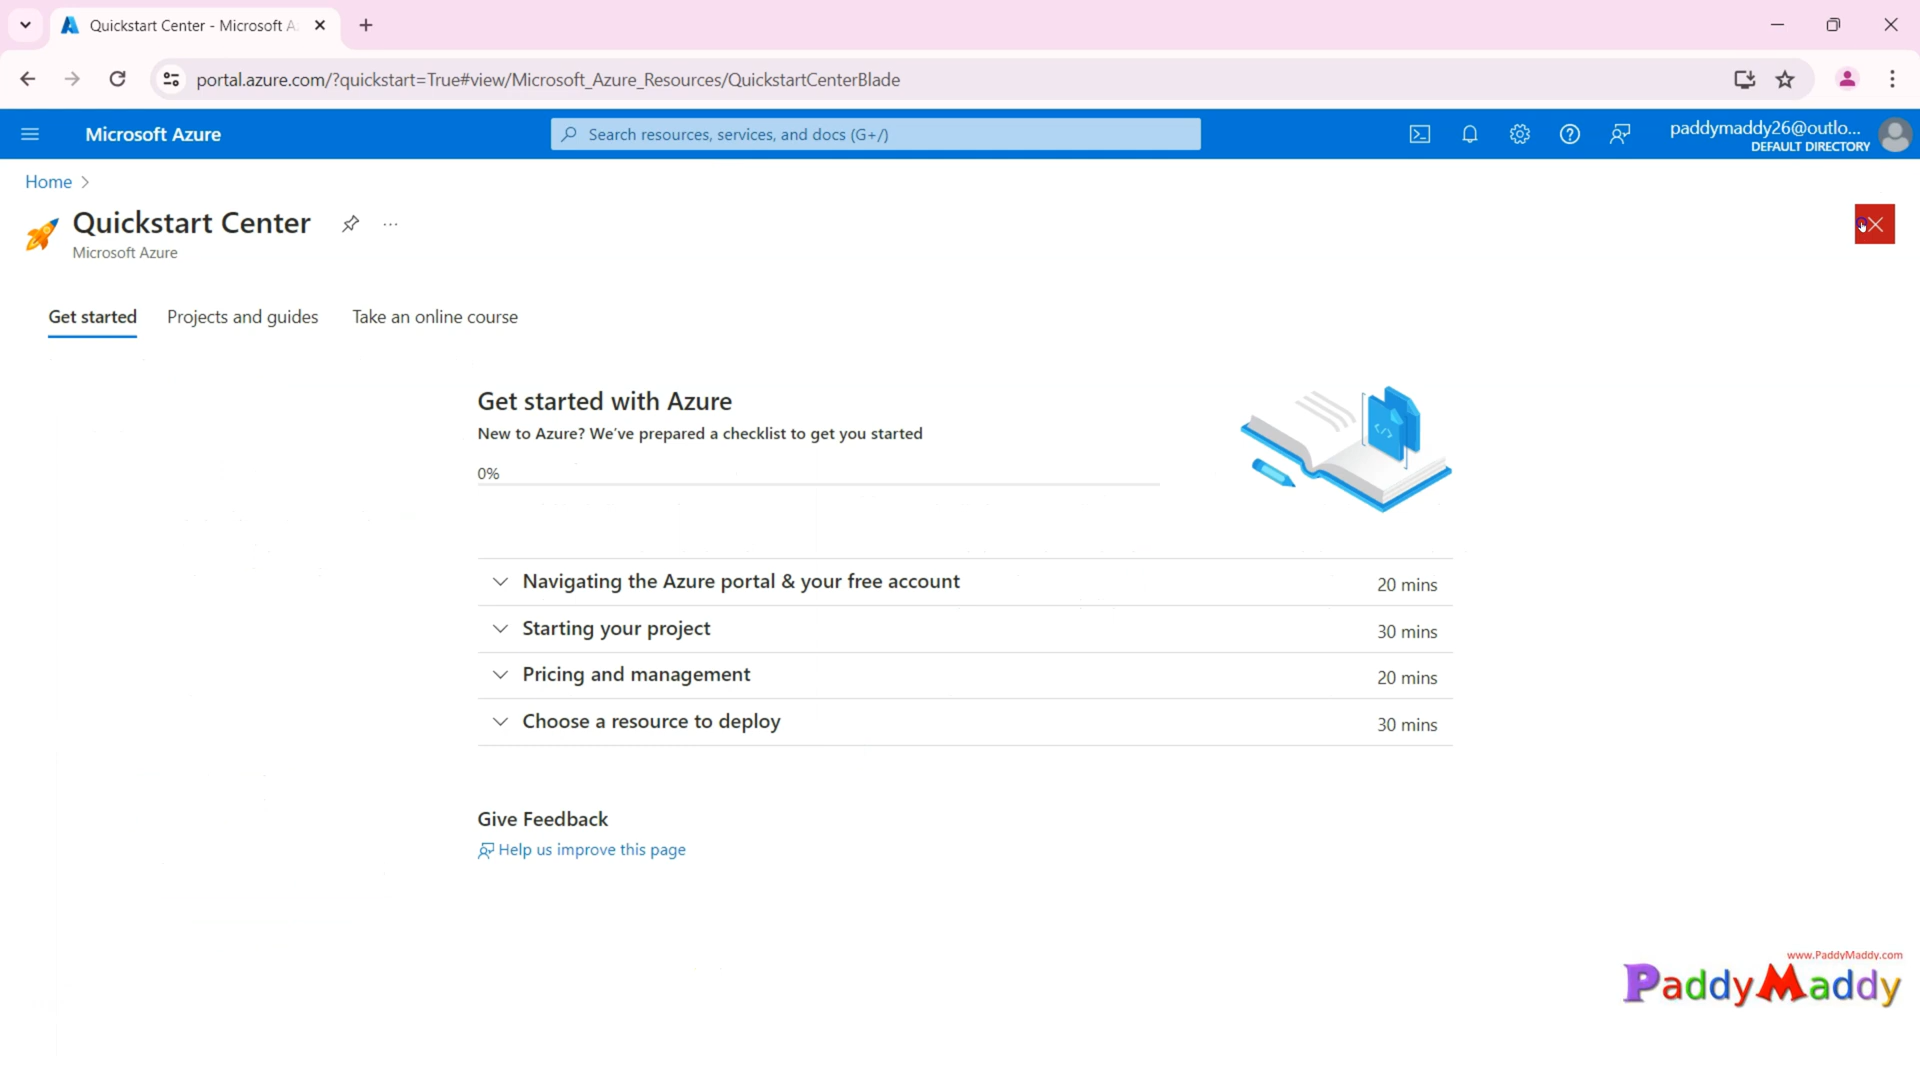 Quickstart Center - Microsoft A
portal.azure.com/?quickstart=True#view/Microsoft_Azure_Resources/QuickstartCenterBlade
Microsoft Azure
Search resources, services, and docs (G+/)
paddymaddy26@outlo...
DEFAULT DIRECTORY
Home
Quickstart Center
...
Microsoft Azure
Get started
Projects and guides
Take an online course
Get started with Azure
New to Azure? We've prepared a checklist to get you started
0%
Navigating the Azure portal & your free account
20 mins
Starting your project
30 mins
Pricing and management
20 mins
Choose a resource to deploy
30 mins
Give Feedback
Help us improve this page
www.PaddyMaddy.com
PaddyMaddy